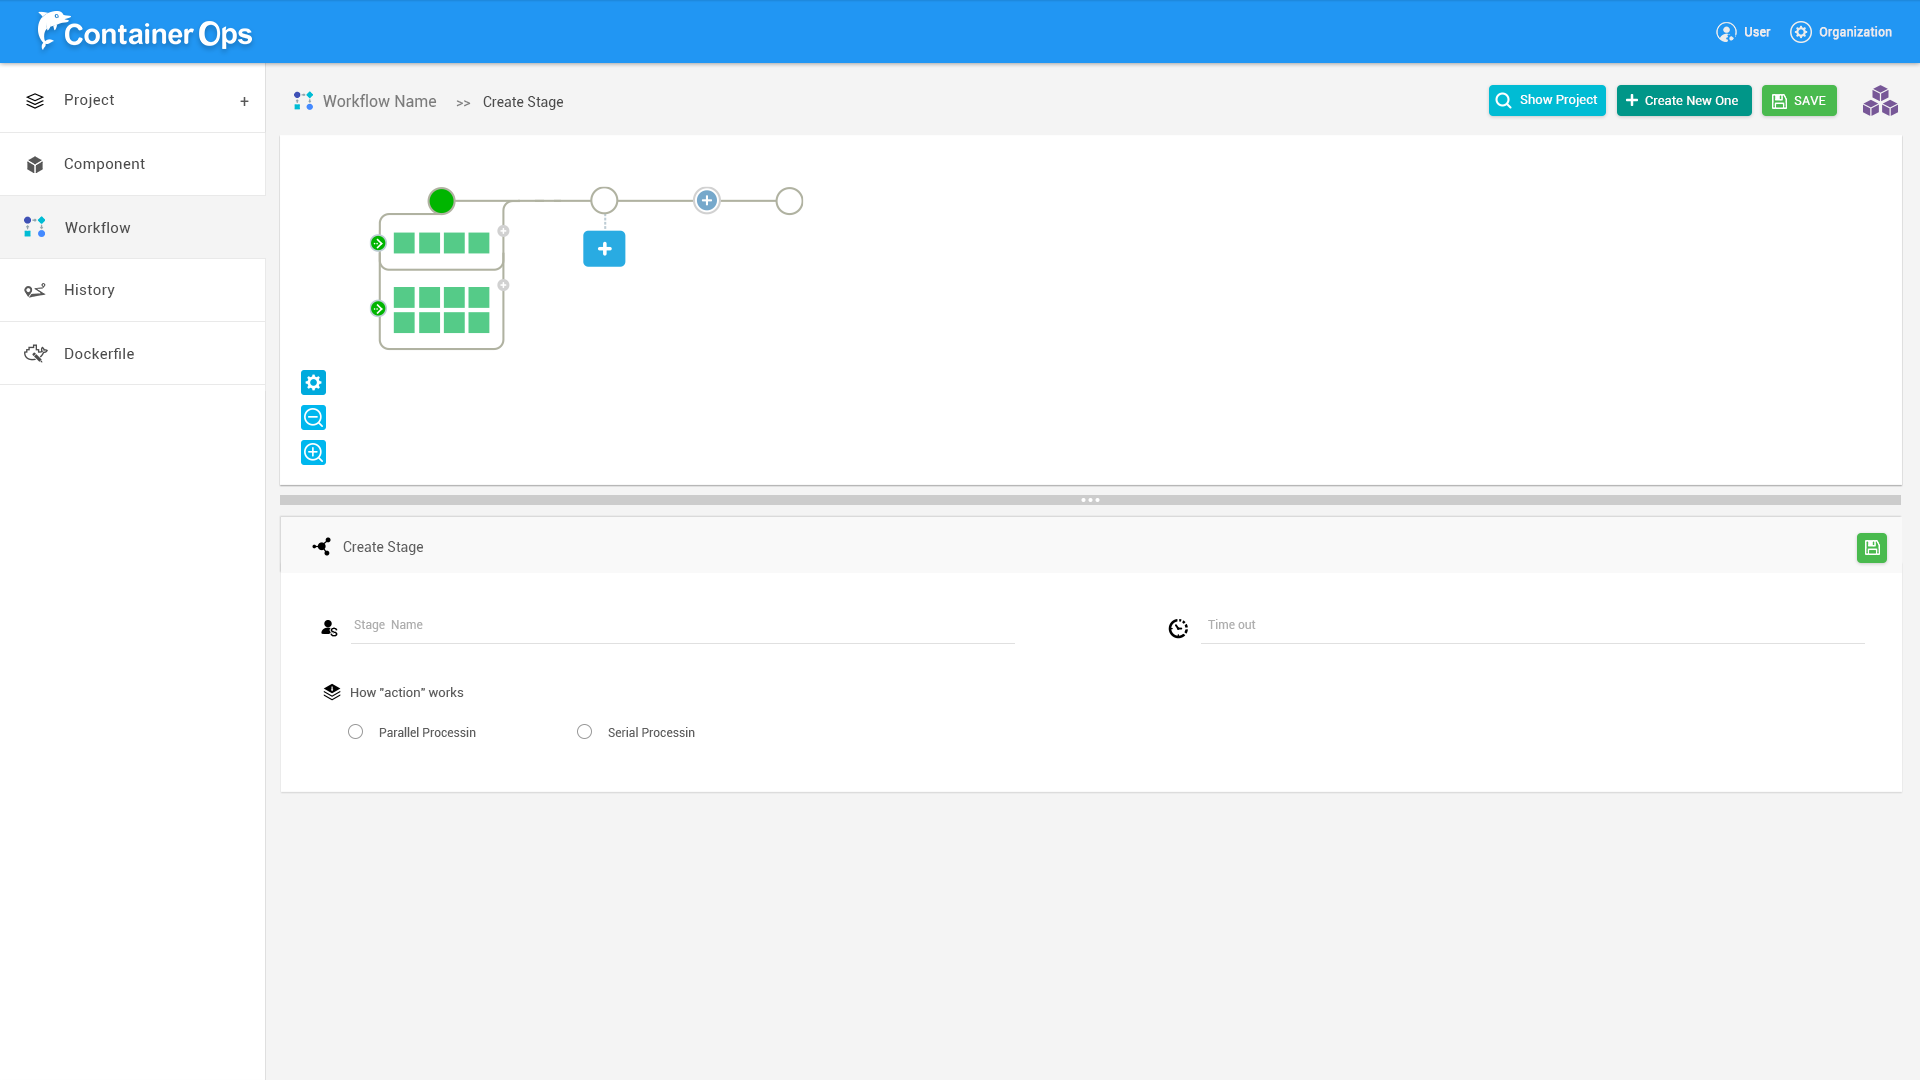 Container Ops
User
Organization
Project +
Component
Workflow
History
Dockerfile
Workflow Name >> Create Stage
Show Project
Create New One
SAVE
Create Stage
Stage Name
Time out
How "action" works
Parallel Processin
Serial Processin